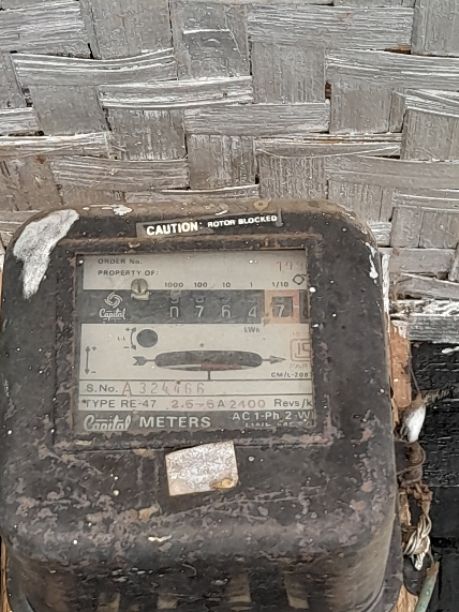 CAUTION: ROTOR BLOCKED
ORDER No.
PROPERTY OF:
1000 100 10 1 1/10
Capital
0 7 6 4 7
kWh
S.No. A 324466
TYPE RE-47 2.5-5A 2400 Revs/k
Capital METERS AC 1-Ph. 2-Wi